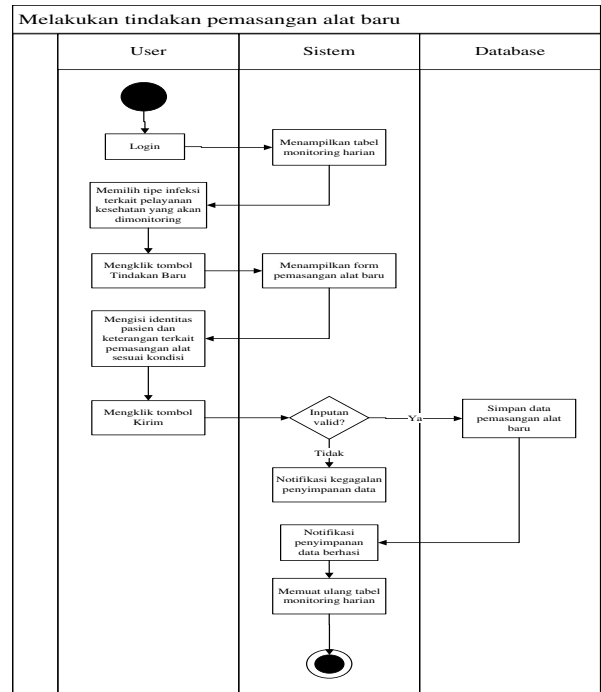 Melakukan tindakan pemasangan alat baru
User
Sistem
Database
Login
Menampilkan tabel
monitoring harian
Memilih tipe infeksi
terkait pelayanan
kesehatan yang akan
dimonitoring
Mengklik tombol
Tindakan Baru
Menampilkan form
pemasangan alat baru
Mengisi identitas
pasien dan
keterangan terkait
pemasangan alat
sesuai kondisi
Mengklik tombol
Kirim
Inputan
valid?
Ya
Simpan data
pemasangan alat
baru
Tidak
Notifikasi kegagalan
penyimpanan data
Notifikasi
penyimpanan
data berhasi
Memuat ulang tabel
monitoring harian